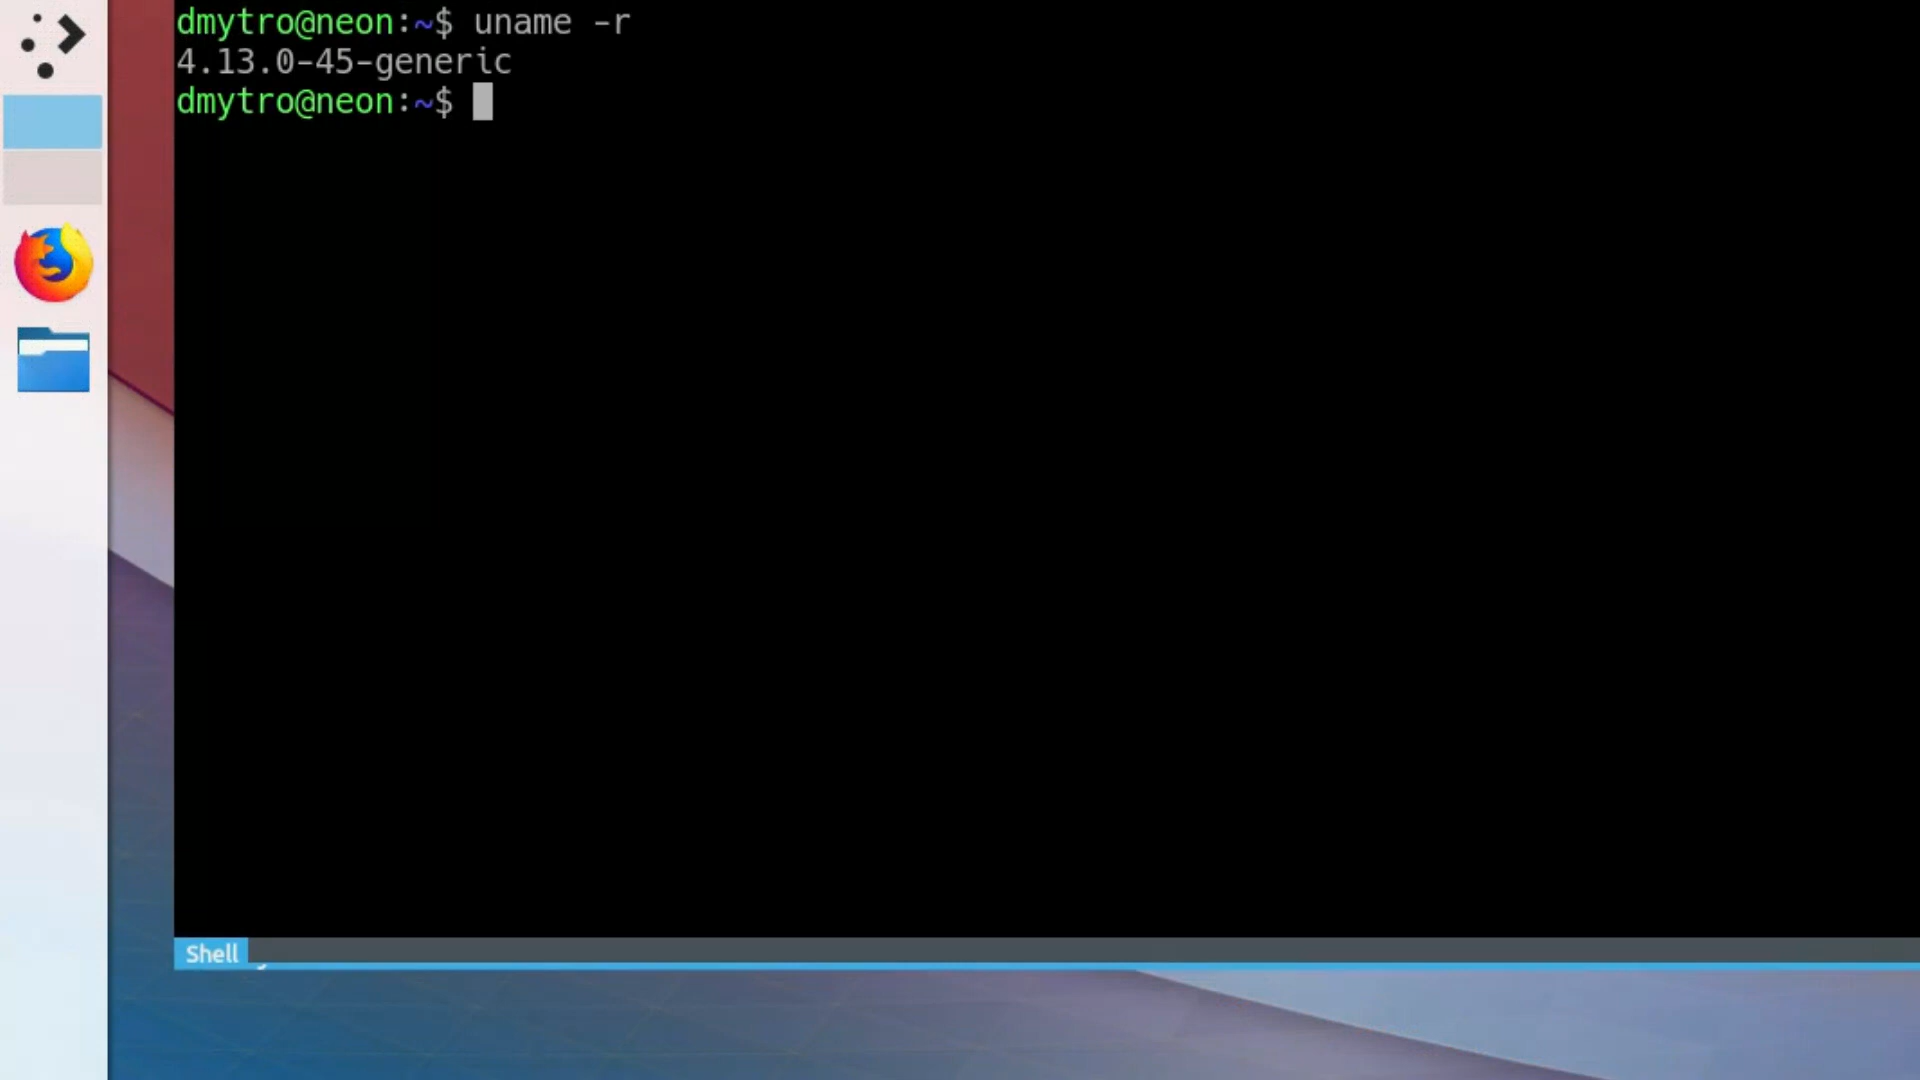 dmytro@neon:~$ uname -r
4.13.0-45-generic
dmytro@neon:~$
Shell